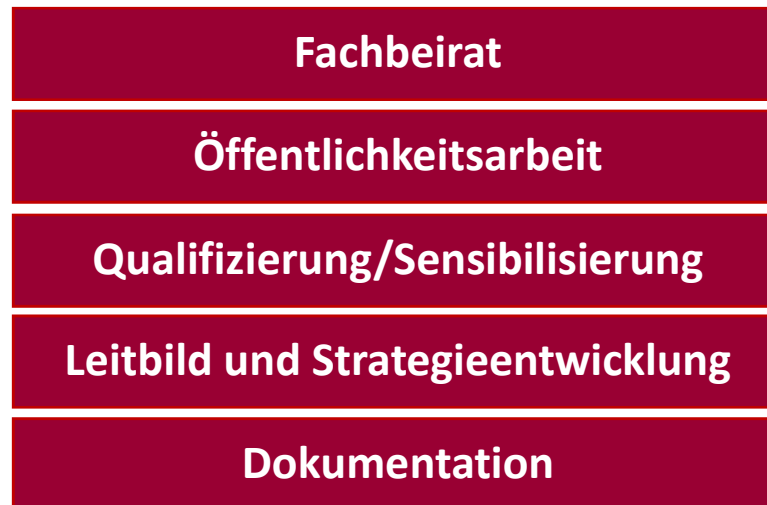 Fachbeirat
Öffentlichkeitsarbeit
Qualifizierung/Sensibilisierung
Leitbild und Strategieentwicklung
Dokumentation